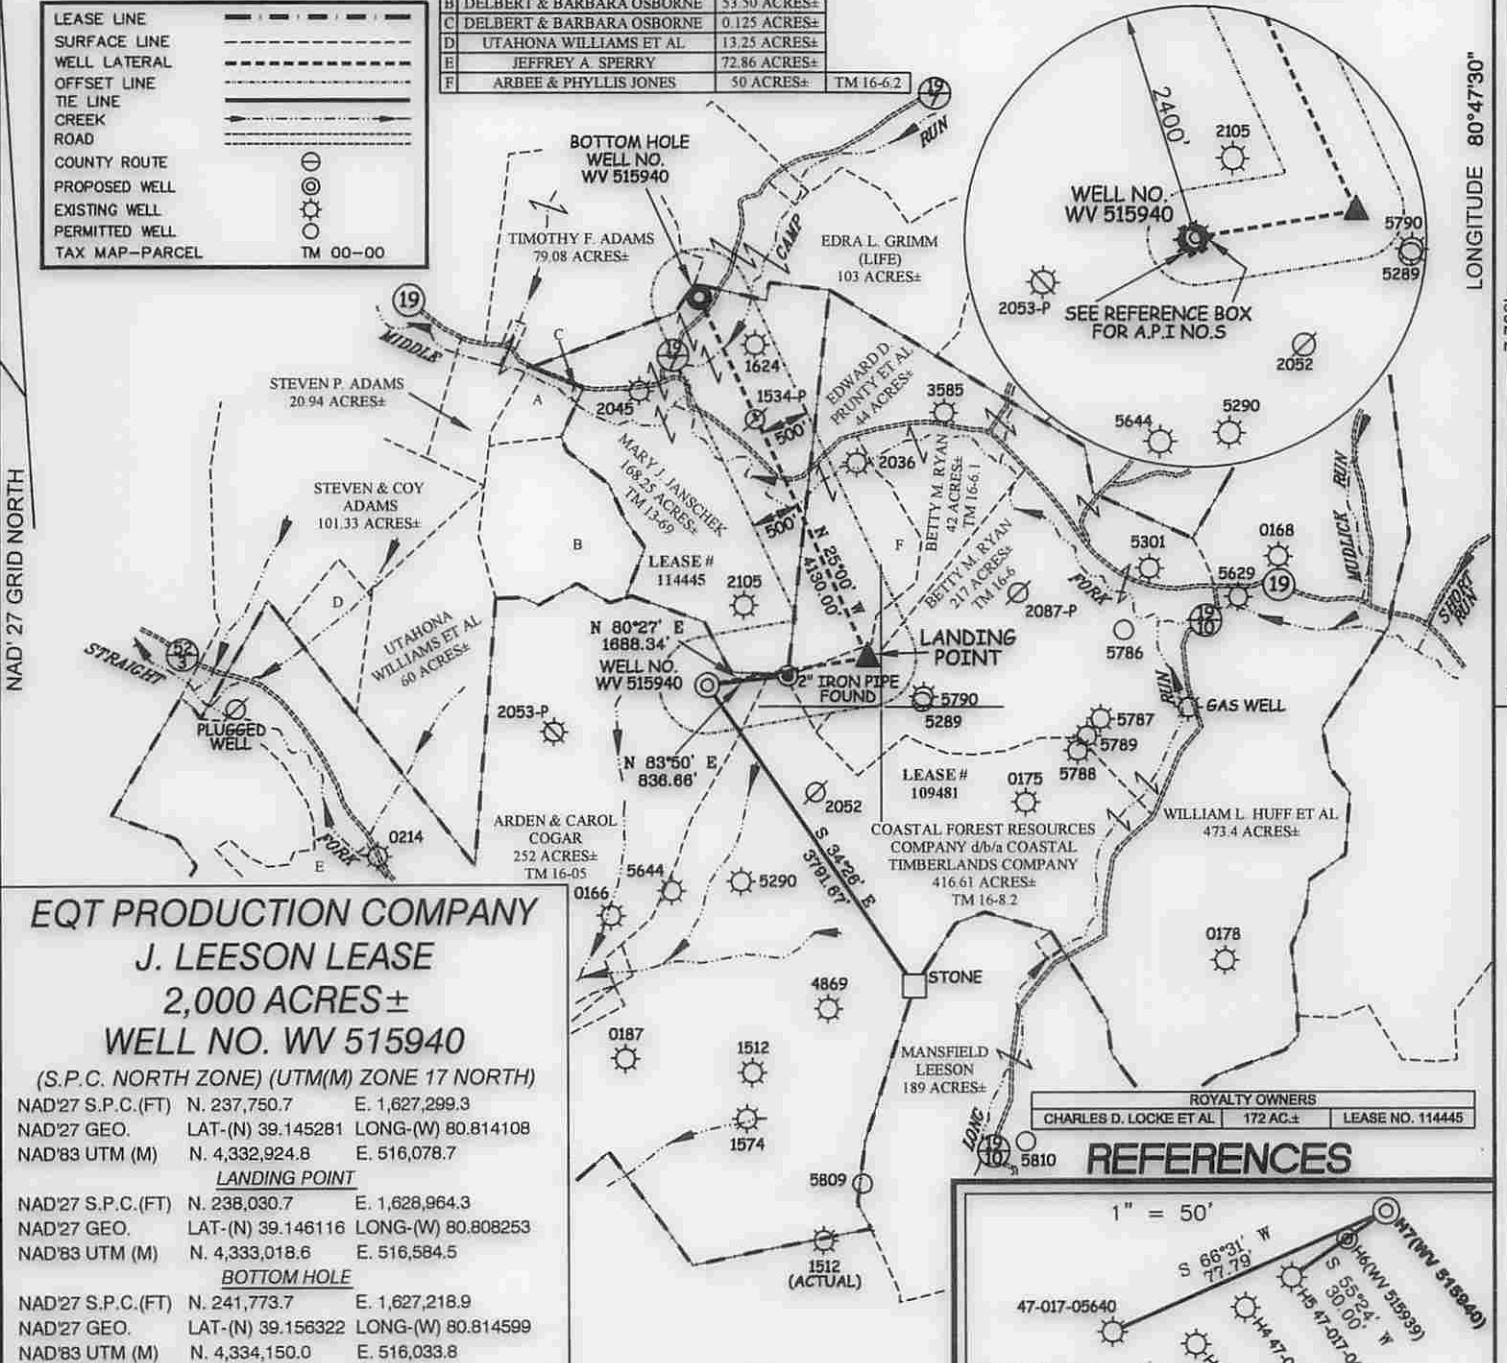 LEASE LINE
SURFACE LINE
WELL LATERAL
OFFSET LINE
TIE LINE
CREEK
ROAD
COUNTY ROUTE
PROPOSED WELL
EXISTING WELL
PERMITTED WELL
TAX MAP-PARCEL TM 00-00
B DELBERT & BARBARA OSBORNE 53.50 ACRES±
C DELBERT & BARBARA OSBORNE 0.125 ACRES±
D UTAHONA WILLIAMS ET AL 13.25 ACRES±
E JEFFREY A. SPERRY 72.86 ACRES±
F ARBEE & PHYLLIS JONES 50 ACRES± TM 16-6.2
19
7
RUN
CAMP
BOTTOM HOLE
WELL NO.
WV 515940
TIMOTHY F. ADAMS
79.08 ACRES±
EDRA L. GRIMM
(LIFE)
103 ACRES±
2400'
2105
WELL NO.
WV 515940
5790
5289
2053-P
SEE REFERENCE BOX
FOR A.P.I NO.S
2052
5644
5290
LONGITUDE 80°47'30"
NAD' 27 GRID NORTH
19
MIDDLE
C
A
19
7
1624
2045
1534-P
500'
EDWARD D.
PRUNTY ET AL
44 ACRES±
3585
STEVEN P. ADAMS
20.94 ACRES±
STEVEN & COY
ADAMS
101.33 ACRES±
MARY J. JANSCHEK
168.25 ACRES±
TM 13-69
2036
BETTY M. RYAN
42 ACRES±
TM 16-6.1
500'
N 25°00' W
4130.00'
B
F
LEASE #
114445
2105
BETTY M. RYAN
217 ACRES±
TM 16-6
2087-P
FORK
5301
0168
5629
19
MUDLICK RUN
SHORT
RUN
19
10
5786
D
UTAHONA
WILLIAMS ET AL
60 ACRES±
52
3
STRAIGHT
PLUGGED
WELL
N 80°27' E
1688.34'
WELL NO.
WV 515940
LANDING
POINT
2" IRON PIPE
FOUND
5790
5289
RUN
GAS WELL
5787
5789
5788
2053-P
N 83°50' E
836.66'
2052
LEASE #
109481
0175
WILLIAM L. HUFF ET AL
473.4 ACRES±
COASTAL FOREST RESOURCES
COMPANY d/b/a COASTAL
TIMBERLANDS COMPANY
416.61 ACRES±
TM 16-8.2
ARDEN & CAROL
COGAR
252 ACRES±
TM 16-05
S 34°26' E
3791.67'
0214
FORK
E
5644
5290
0166
0178
STONE
4869
0187
1512
1574
MANSFIELD
LEESON
189 ACRES±
LONG
19
10
5810
5809
1512
(ACTUAL)
EQT PRODUCTION COMPANY
J. LEESON LEASE
2,000 ACRES±
WELL NO. WV 515940
(S.P.C. NORTH ZONE) (UTM(M) ZONE 17 NORTH)
NAD'27 S.P.C.(FT) N. 237,750.7 E. 1,627,299.3
NAD'27 GEO. LAT-(N) 39.145281 LONG-(W) 80.814108
NAD'83 UTM (M) N. 4,332,924.8 E. 516,078.7
LANDING POINT
NAD'27 S.P.C.(FT) N. 238,030.7 E. 1,628,964.3
NAD'27 GEO. LAT-(N) 39.146116 LONG-(W) 80.808253
NAD'83 UTM (M) N. 4,333,018.6 E. 516,584.5
BOTTOM HOLE
NAD'27 S.P.C.(FT) N. 241,773.7 E. 1,627,218.9
NAD'27 GEO. LAT-(N) 39.156322 LONG-(W) 80.814599
NAD'83 UTM (M) N. 4,334,150.0 E. 516,033.8
ROYALTY OWNERS
CHARLES D. LOCKE ET AL 172 AC.± LEASE NO. 114445
REFERENCES
1" = 50'
S 66°31' W
77.79'
H7(WV 515940)
H6(WV 515939)
S 55°24' W
30.00'
47-017-05640